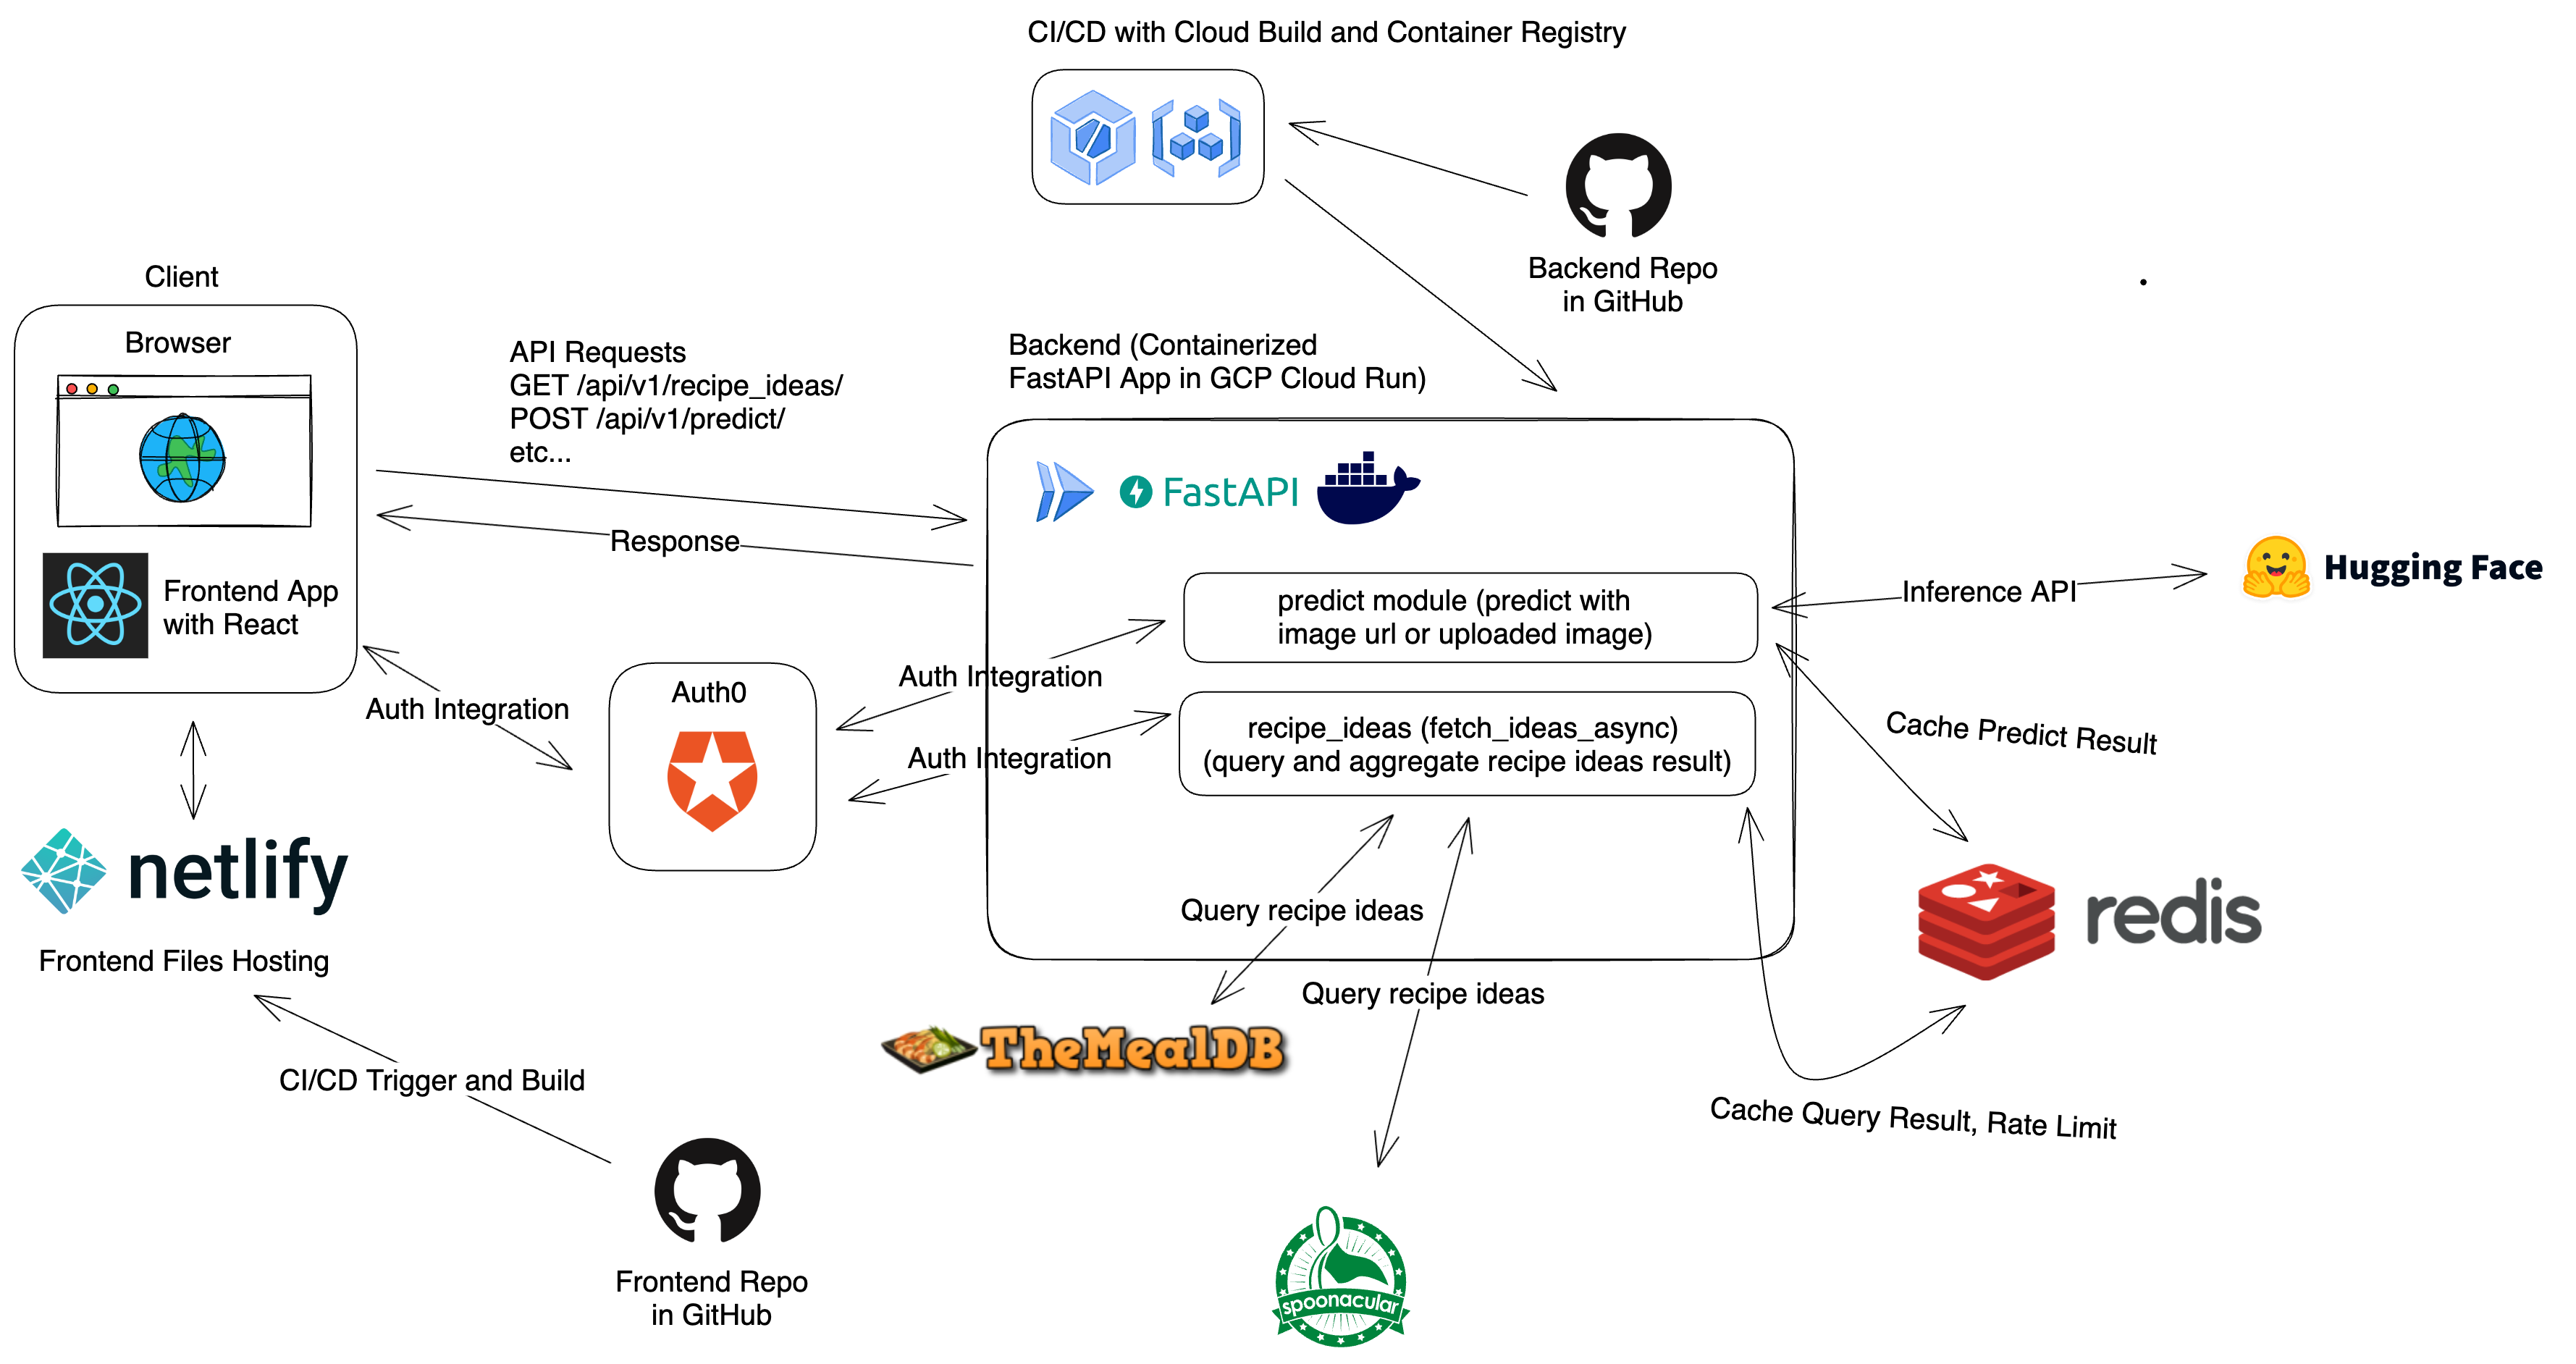 CI/CD with Cloud Build and Container Registry
Backend Repo
in GitHub
Client
Browser
Frontend App
with React
API Requests
GET /api/v1/recipe_ideas/
POST /api/v1/predict/
etc...
Response
Backend (Containerized
FastAPI App in GCP Cloud Run)
FastAPI
predict module (predict with
image url or uploaded image)
recipe_ideas (fetch_ideas_async)
(query and aggregate recipe ideas result)
Inference API
Hugging Face
Auth Integration
Auth0
Auth Integration
Auth Integration
Cache Predict Result
redis
Cache Query Result, Rate Limit
netlify
Frontend Files Hosting
CI/CD Trigger and Build
Frontend Repo
in GitHub
Query recipe ideas
Query recipe ideas
TheMealDB
spoonacular